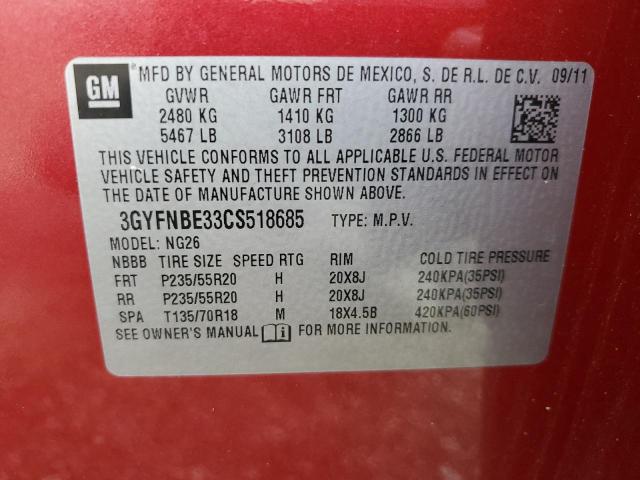 GM
MFD BY GENERAL MOTORS DE MEXICO, S. DE R.L. DE C.V. 09/11
GVWR GAWR FRT GAWR RR
2480 KG 1410 KG 1300 KG
5467 LB 3108 LB 2866 LB
THIS VEHICLE CONFORMS TO ALL APPLICABLE U.S. FEDERAL MOTOR
VEHICLE SAFETY AND THEFT PREVENTION STANDARDS IN EFFECT ON
THE DATE OF MANUFACTURE SHOWN ABOVE.
3GYFNBE33CS518685 TYPE: M.P.V.
MODEL: NG26
NBBB TIRE SIZE SPEED RTG RIM COLD TIRE PRESSURE
FRT P235/55R20 H 20X8J 240KPA(35PSI)
RR P235/55R20 H 20X8J 240KPA(35PSI)
SPA T135/70R18 M 18X4.5B 420KPA(60PSI)
SEE OWNER'S MANUAL FOR MORE INFORMATION.